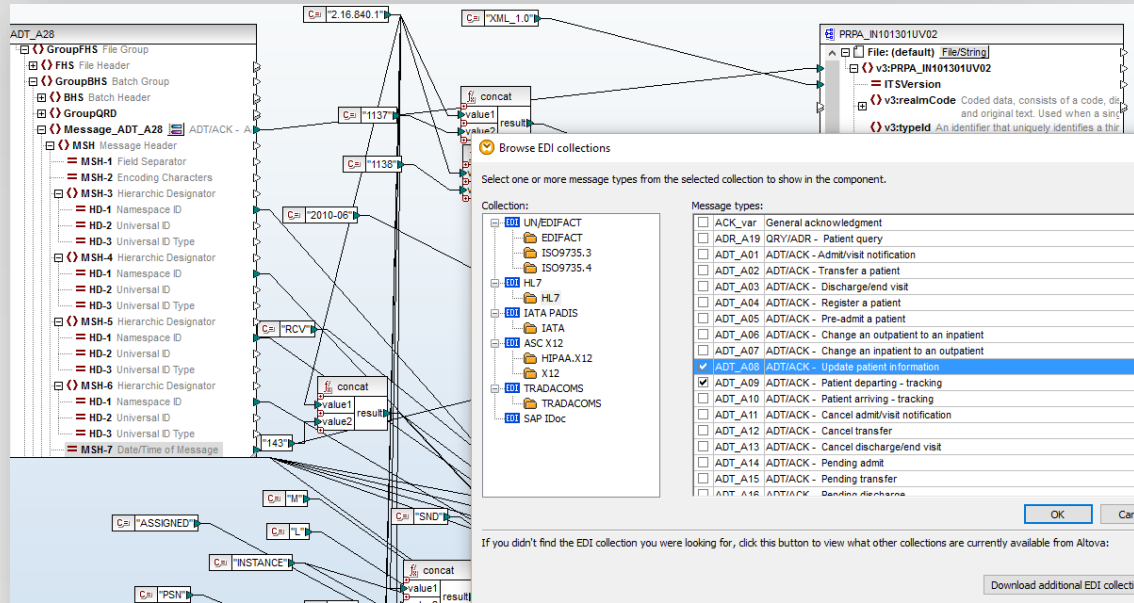 ADT_A28
GroupFHS File Group
FHS File Header
GroupBHS Batch Group
BHS Batch Header
GroupQRD
Message_ADT_A28 ADT/ACK - A
MSH Message Header
MSH-1 Field Separator
MSH-2 Encoding Characters
MSH-3 Hierarchic Designator
HD-1 Namespace ID
HD-2 Universal ID
HD-3 Universal ID Type
MSH-4 Hierarchic Designator
HD-1 Namespace ID
HD-2 Universal ID
HD-3 Universal ID Type
MSH-5 Hierarchic Designator
HD-1 Namespace ID
HD-2 Universal ID
HD-3 Universal ID Type
MSH-6 Hierarchic Designator
HD-1 Namespace ID
HD-2 Universal ID
HD-3 Universal ID Type
MSH-7 Date/Time of Message
C= "2.16.840.1"
C= "XML_1.0"
C= "1137"
C= "1138"
C= "2010-06"
C= "RCV"
"143"
C= "M"
C= "L"
C= "SND"
C= "ASSIGNED"
C= "INSTANCE"
C= "PSN"
concat
value1
value2
result
concat
value1
value2
result
concat
value1
result
PRPA_IN101301UV02
File: (default) File/String
v3:PRPA_IN101301UV02
ITSVersion
v3:realmCode Coded data, consists of a code, dis
and original text. Used when a sing
v3:typeId An identifier that uniquely identifies a thin
Browse EDI collections
Select one or more message types from the selected collection to show in the component.
Collection:
UN/EDIFACT
EDIFACT
ISO9735.3
ISO9735.4
HL7
HL7
IATA PADIS
IATA
ASC X12
HIPAA.X12
X12
TRADACOMS
TRADACOMS
SAP IDoc
Message types:
ACK_var General acknowledgment
ADR_A19 QRY/ADR - Patient query
ADT_A01 ADT/ACK - Admit/visit notification
ADT_A02 ADT/ACK - Transfer a patient
ADT_A03 ADT/ACK - Discharge/end visit
ADT_A04 ADT/ACK - Register a patient
ADT_A05 ADT/ACK - Pre-admit a patient
ADT_A06 ADT/ACK - Change an outpatient to an inpatient
ADT_A07 ADT/ACK - Change an inpatient to an outpatient
ADT_A08 ADT/ACK - Update patient information
ADT_A09 ADT/ACK - Patient departing - tracking
ADT_A10 ADT/ACK - Patient arriving - tracking
ADT_A11 ADT/ACK - Cancel admit/visit notification
ADT_A12 ADT/ACK - Cancel transfer
ADT_A13 ADT/ACK - Cancel discharge/end visit
ADT_A14 ADT/ACK - Pending admit
ADT_A15 ADT/ACK - Pending transfer
ADT_A16 ADT/ACK - Pending discharge
OK
Can
If you didn't find the EDI collection you were looking for, click this button to view what other collections are currently available from Altova:
Download additional EDI collecti